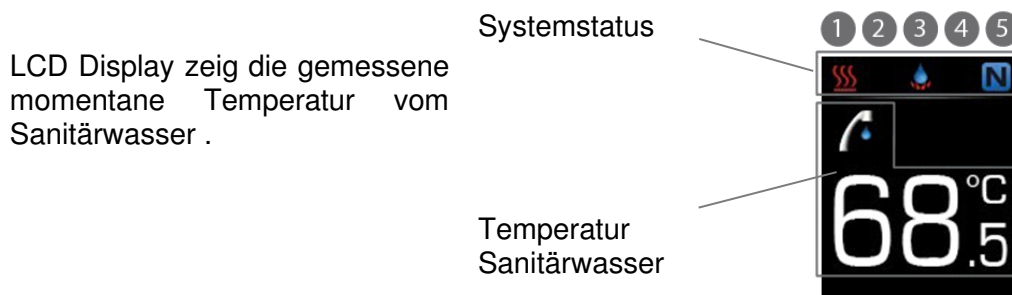 LCD Display zeig die gemessene
momentane Temperatur vom
Sanitärwasser .
Systemstatus
1 2 3 4 5
N
68.5 °C
Temperatur
Sanitärwasser